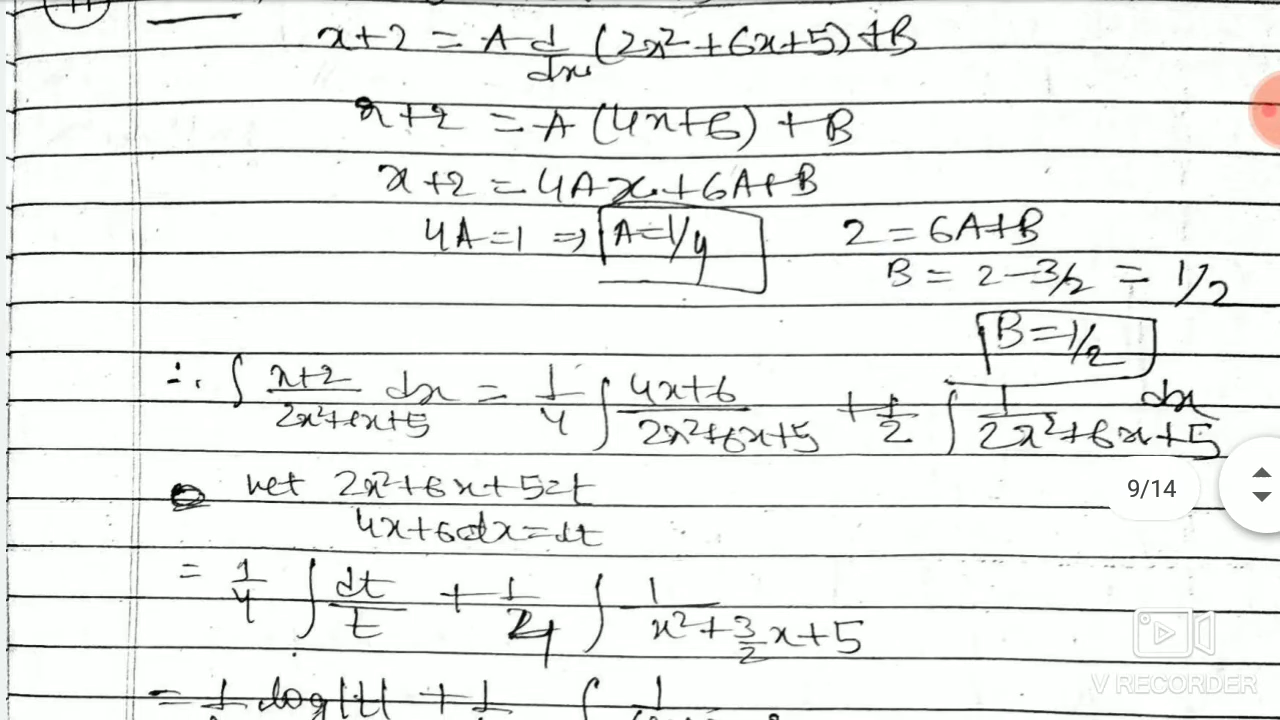 11
x+2 = A d/dx (2x²+6x+5)+B
x+2 = A (4x+6) +B
x+2 = 4Ax+6A+B
4A=1 ⇒ A=1/4 2 = 6A+B
B = 2-3/2 = 1/2
B=1/2
∴ ∫ (x+2)/(2x²+6x+5) dx = 1/4 ∫ (4x+6)/(2x²+6x+5) + 1/2 ∫ 1/(2x²+6x+5) dx
let 2x²+6x+5=t
9/14
4x+6dx=dt
= 1/4 ∫ dt/t + 1/4 ∫ 1/(x²+3/2x+5)
V RECORDER
= log|t| + ∫ 1